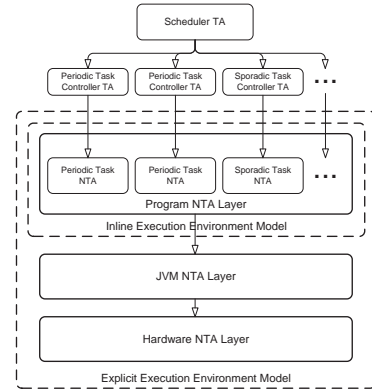 Scheduler TA
Periodic Task
Controller TA
Periodic Task
Controller TA
Sporadic Task
Controller TA
...
Periodic Task
NTA
Periodic Task
NTA
Sporadic Task
NTA
...
Program NTA Layer
Inline Execution Environment Model
JVM NTA Layer
Hardware NTA Layer
Explicit Execution Environment Model